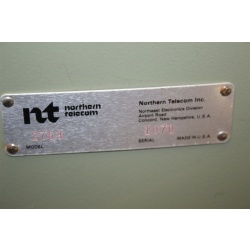 nt
northern
telecom
Northern Telecom Inc.
Northeast Electronics Division
Airport Road
Concord, New Hampshire, U.S.A.
MODEL
SERIAL
MADE IN U.S.A.